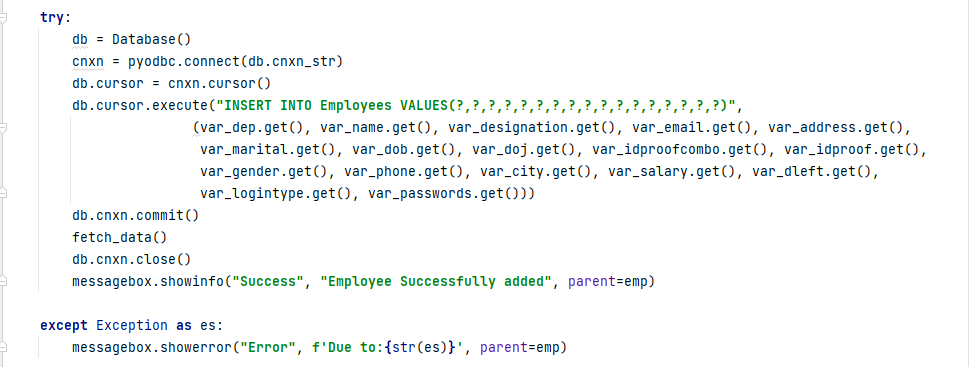 try:
    db = Database()
    cnxn = pyodbc.connect(db.cnxn_str)
    db.cursor = cnxn.cursor()
    db.cursor.execute("INSERT INTO Employees VALUES(?,?,?,?,?,?,?,?,?,?,?,?,?,?,?,?,?)",
                   (var_dep.get(), var_name.get(), var_designation.get(), var_email.get(), var_address.get(),
                    var_marital.get(), var_dob.get(), var_doj.get(), var_idproofcombo.get(), var_idproof.get(),
                    var_gender.get(), var_phone.get(), var_city.get(), var_salary.get(), var_dleft.get(),
                    var_logintype.get(), var_passwords.get()))
    db.cnxn.commit()
    fetch_data()
    db.cnxn.close()
    messagebox.showinfo("Success", "Employee Successfully added", parent=emp)
except Exception as es:
    messagebox.showerror("Error", f'Due to:{str(es)}', parent=emp)